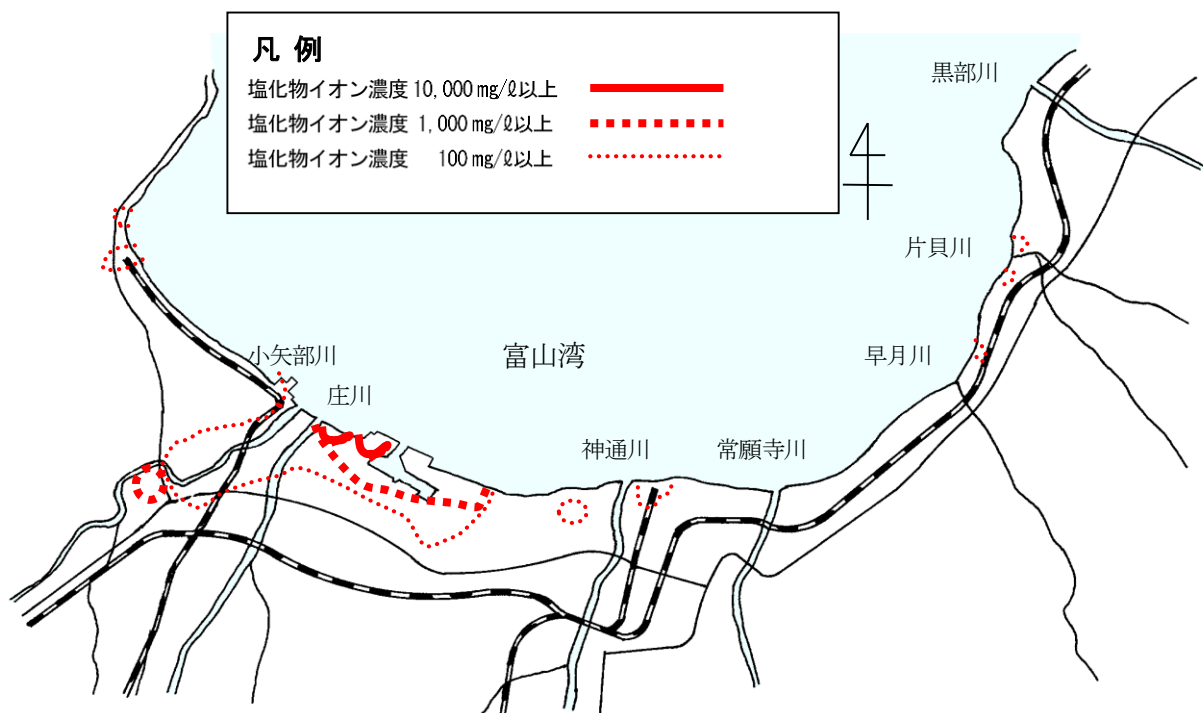 凡 例
塩化物イオン濃度 10,000 mg/ℓ以上
塩化物イオン濃度 1,000 mg/ℓ以上
塩化物イオン濃度 100 mg/ℓ以上
黒部川
片貝川
早月川
小矢部川
富山湾
庄川
神通川
常願寺川